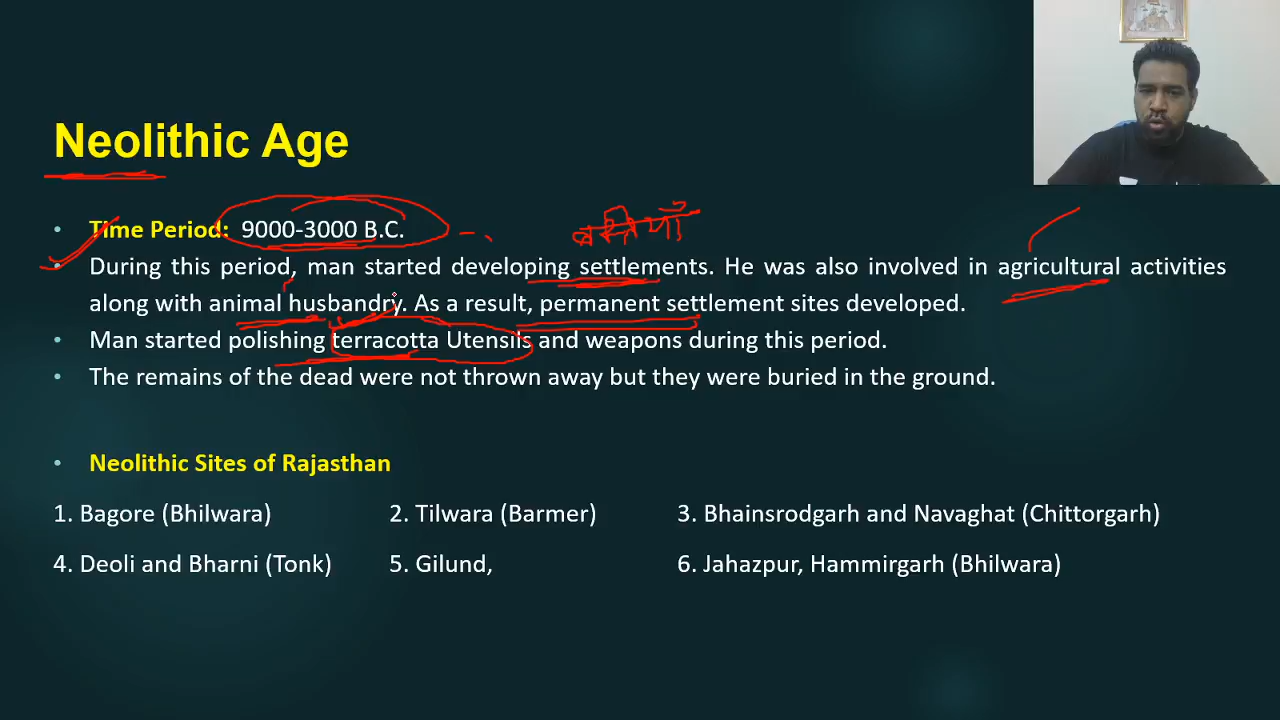 Neolithic Age
• Time Period: 9000-3000 B.C.
बस्तियाँ
• During this period, man started developing settlements. He was also involved in agricultural activities
along with animal husbandry. As a result, permanent settlement sites developed.
• Man started polishing terracotta Utensils and weapons during this period.
• The remains of the dead were not thrown away but they were buried in the ground.
• Neolithic Sites of Rajasthan
1. Bagore (Bhilwara) 2. Tilwara (Barmer) 3. Bhainsrodgarh and Navaghat (Chittorgarh)
4. Deoli and Bharni (Tonk) 5. Gilund, 6. Jahazpur, Hammirgarh (Bhilwara)